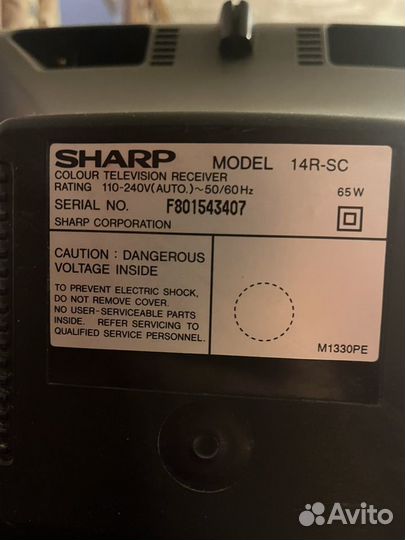 SHARP MODEL 14R-SC
COLOUR TELEVISION RECEIVER
RATING 110-240V(AUTO.)~50/60Hz 65W
SERIAL NO. F801543407
SHARP CORPORATION
CAUTION : DANGEROUS
VOLTAGE INSIDE
TO PREVENT ELECTRIC SHOCK,
DO NOT REMOVE COVER.
NO USER-SERVICEABLE PARTS
INSIDE. REFER SERVICING TO
QUALIFIED SERVICE PERSONNEL.
M1330PE
Avito